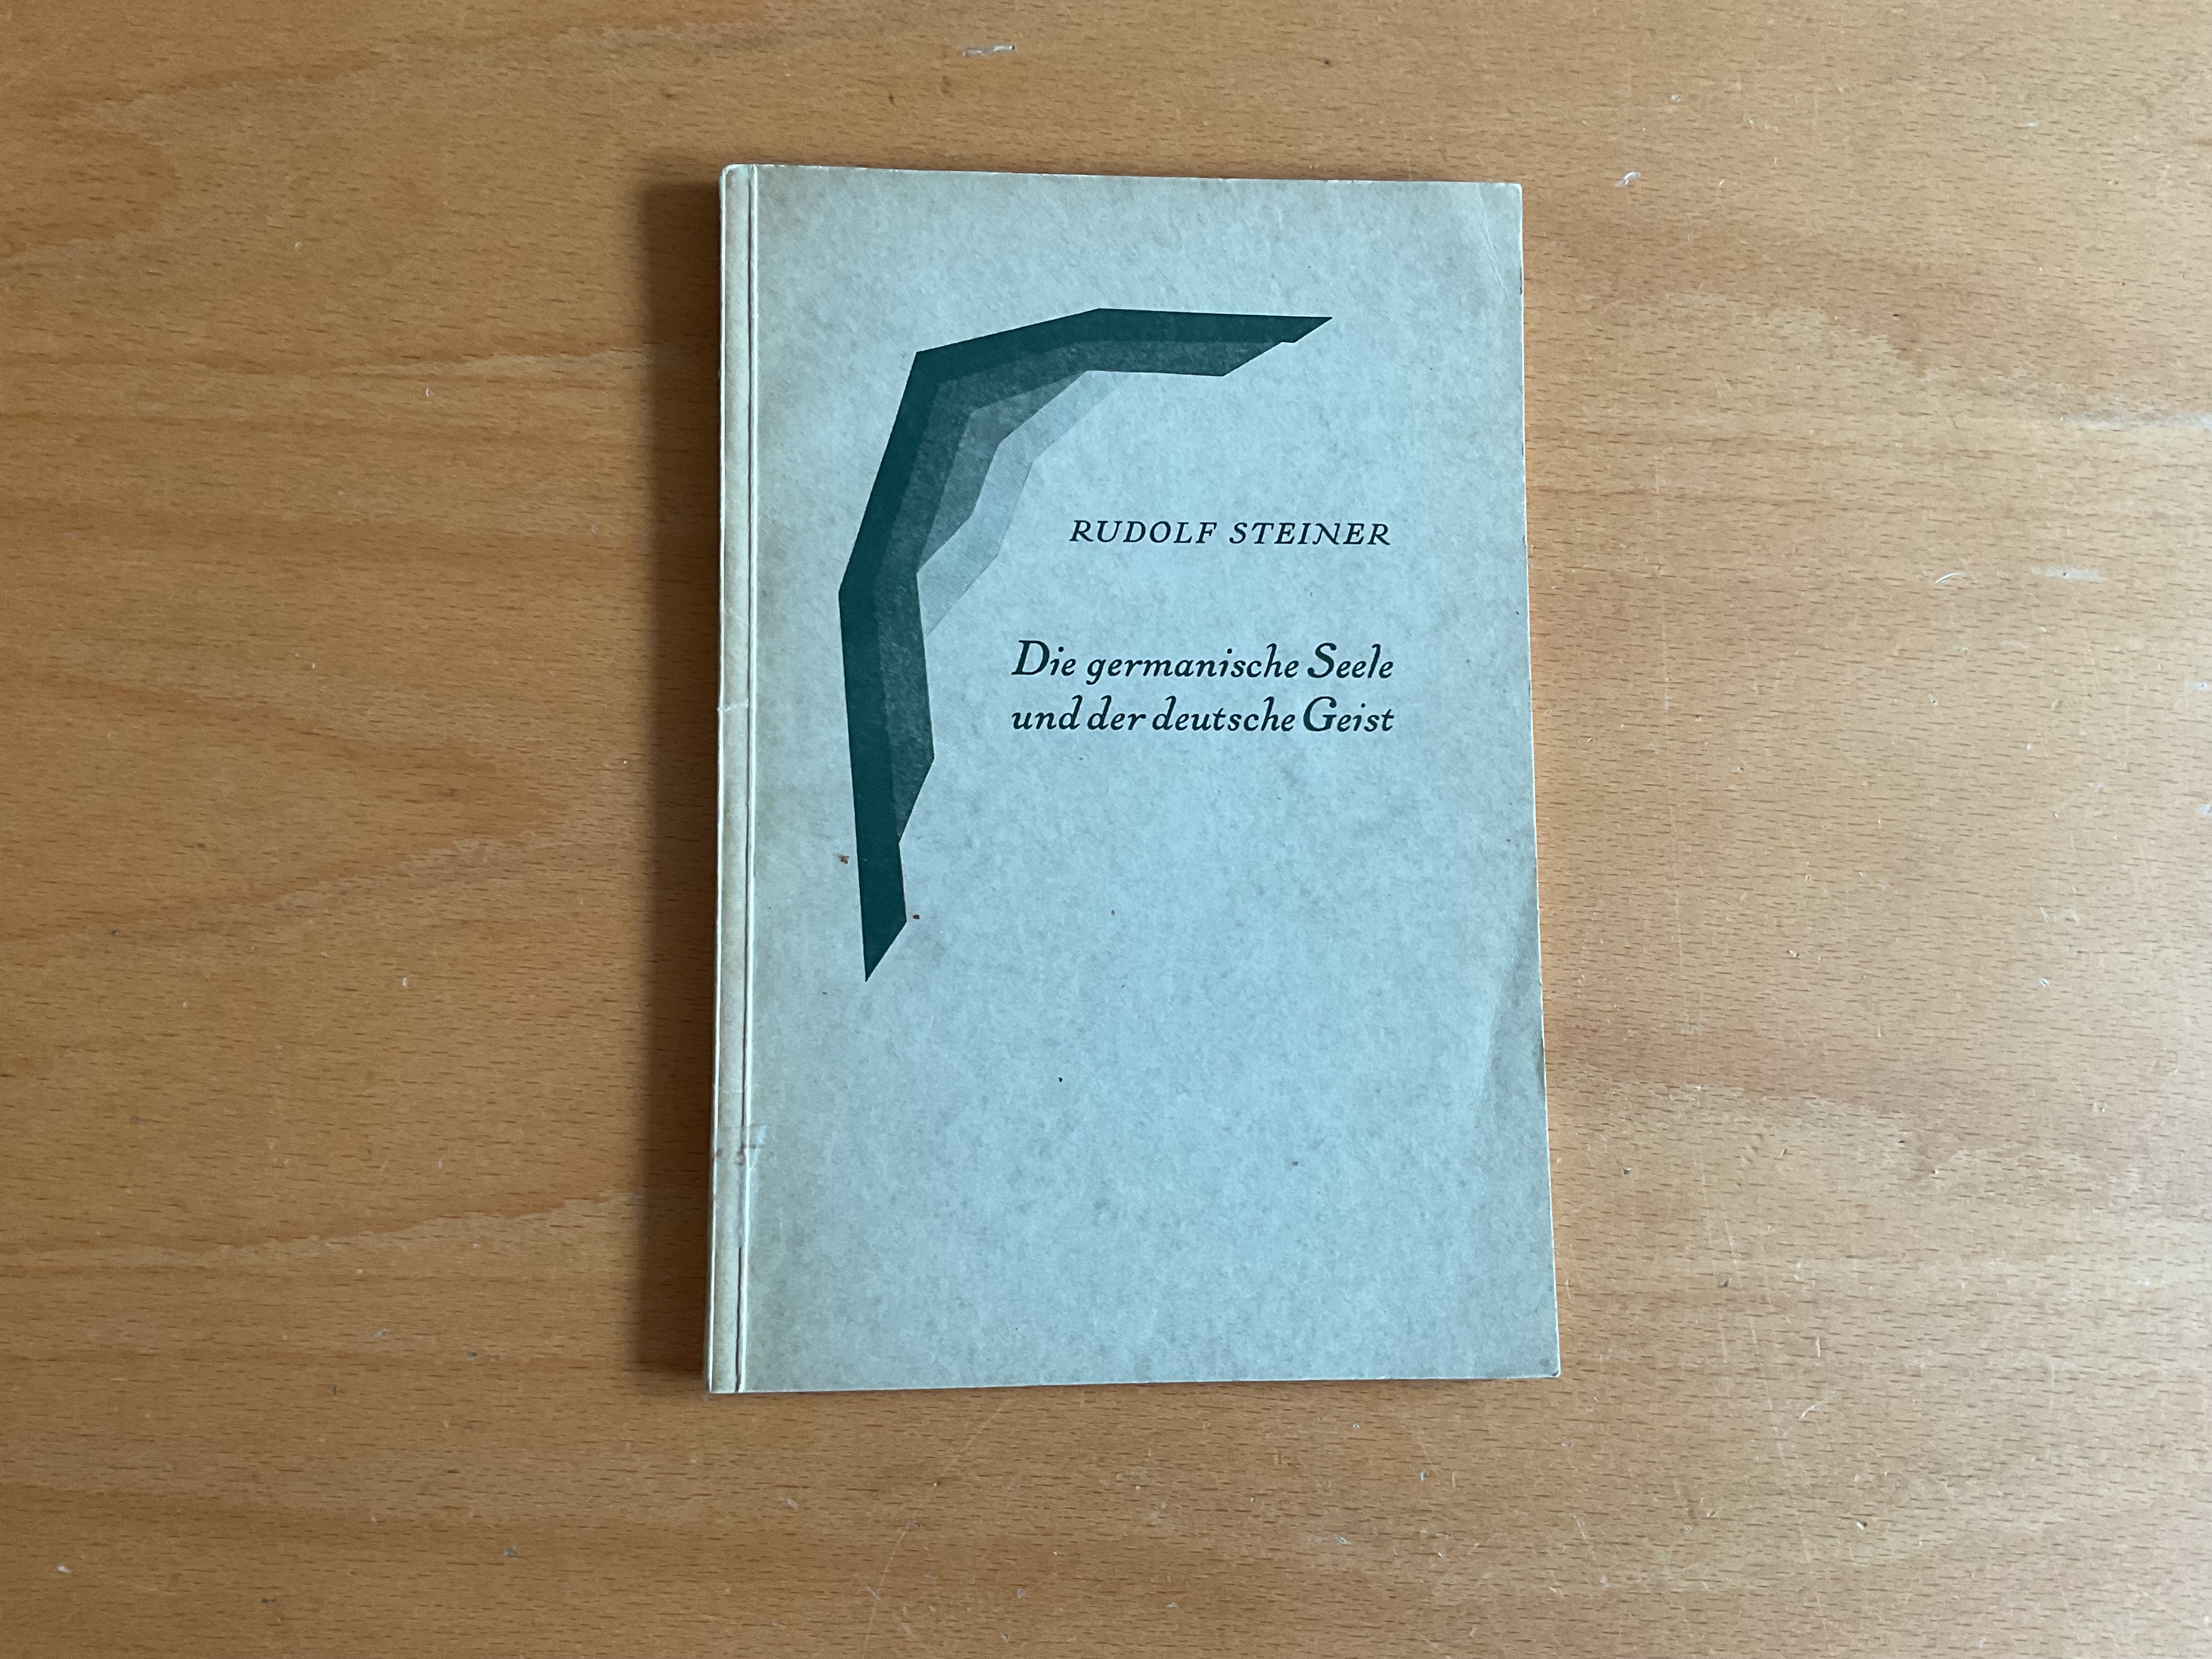 RUDOLF STEINER
Die germanische Seele
und der deutsche Geist